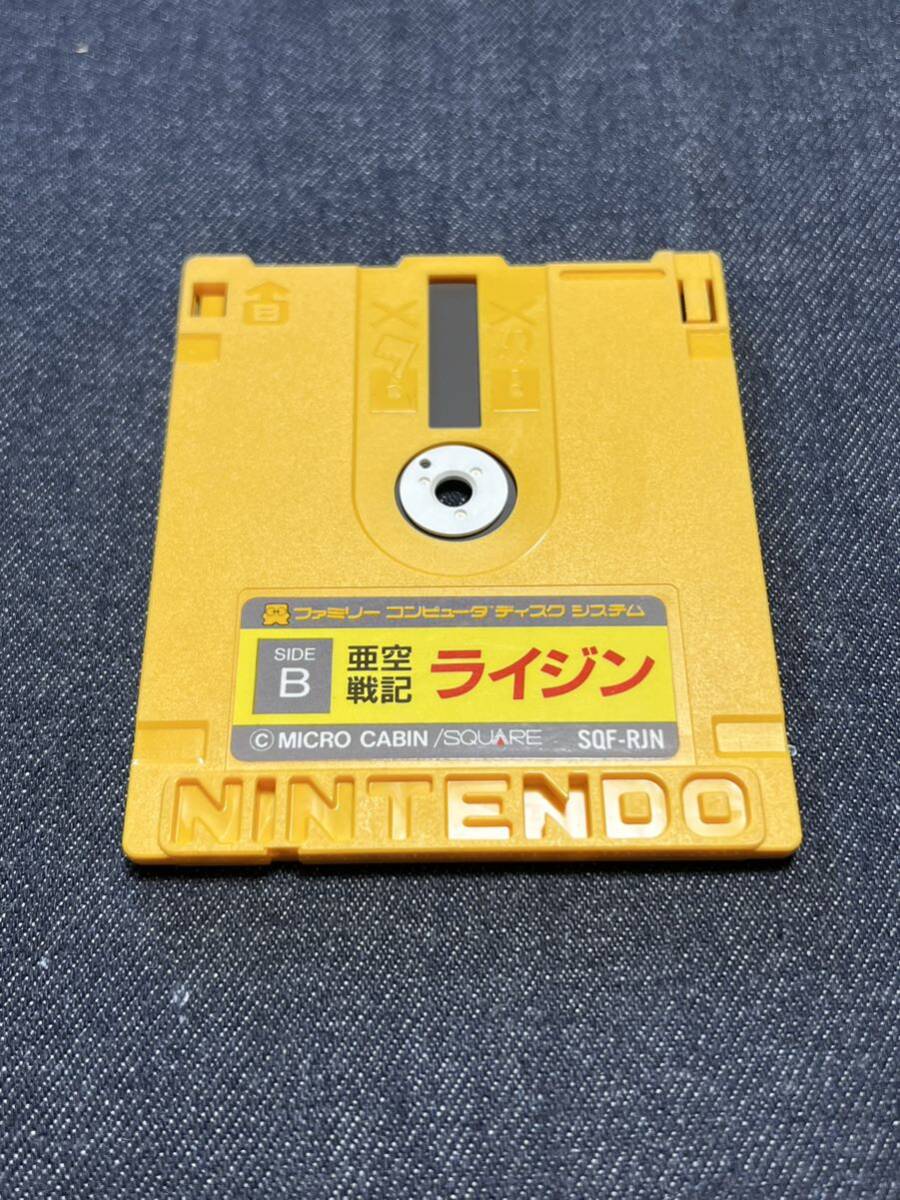 B
ファミリー コンピュータ ディスク システム
SIDE
B
亜空
戦記
ライジン
© MICRO CABIN /SQUARE SQF-RJN
NINTENDO